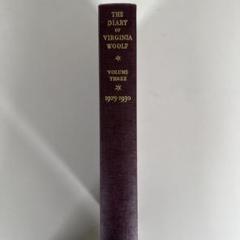 THE
DIARY
OF
VIRGINIA
WOOLF
VOLUME
THREE
1925-1930